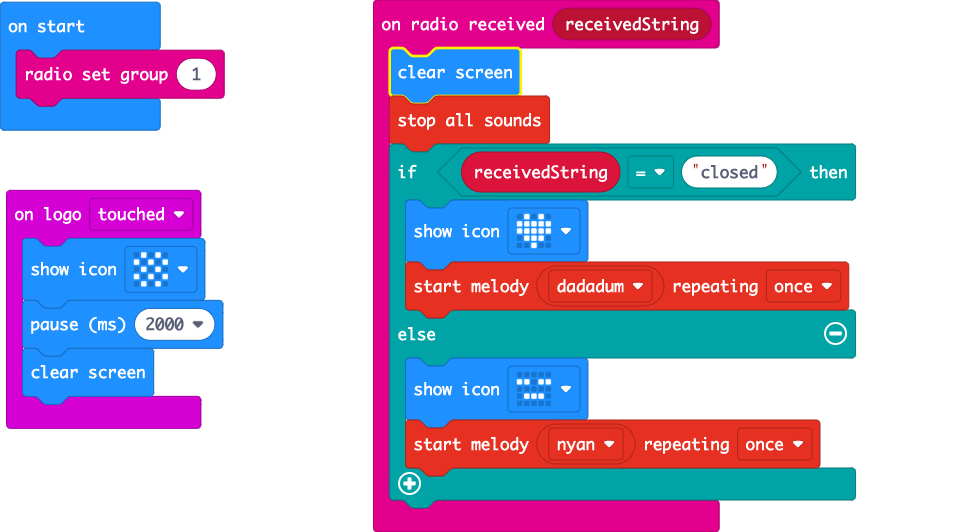 on start
radio set group 1
on logo touched
show icon
pause (ms) 2000
clear screen
on radio received receivedString
clear screen
stop all sounds
if receivedString = "closed" then
show icon
start melody dadadum repeating once
else
show icon
start melody nyan repeating once